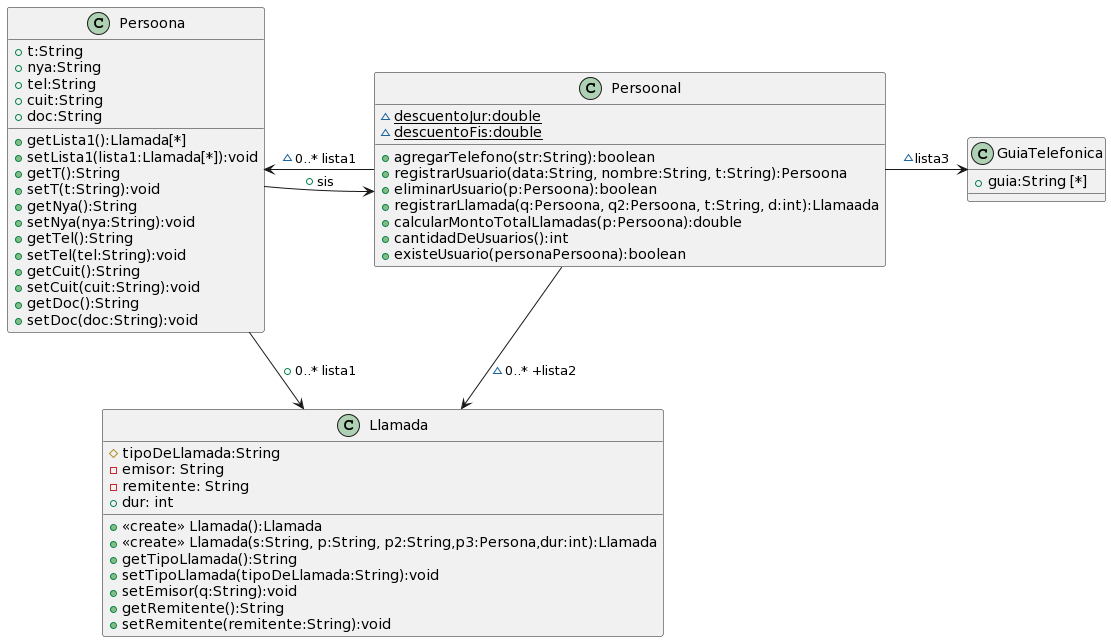 C Persoona
t:String
nya:String
tel:String
cuit:String
doc:String
getLista1():Llamada[*]
setLista1(lista1:Llamada[*]):void
getT():String
setT(t:String):void
getNya():String
setNya(nya:String):void
getTel():String
setTel(tel:String):void
getCuit():String
setCuit(cuit:String):void
getDoc():String
setDoc(doc:String):void
~ 0..* lista1
sis
C Persoonal
~ descuentoJur:double
~ descuentoFis:double
agregarTelefono(str:String):boolean
registrarUsuario(data:String, nombre:String, t:String):Persoona
eliminarUsuario(p:Persoona):boolean
registrarLlamada(q:Persoona, q2:Persoona, t:String, d:int):Llamaada
calcularMontoTotalLlamadas(p:Persoona):double
cantidadDeUsuarios():int
existeUsuario(personaPersoona):boolean
~ lista3
C GuiaTelefonica
guia:String [*]
0..* lista1
~ 0..* +lista2
C Llamada
tipoDeLlamada:String
emisor: String
remitente: String
dur: int
«create» Llamada():Llamada
«create» Llamada(s:String, p:String, p2:String,p3:Persona,dur:int):Llamada
getTipoLlamada():String
setTipoLlamada(tipoDeLlamada:String):void
setEmisor(q:String):void
getRemitente():String
setRemitente(remitente:String):void